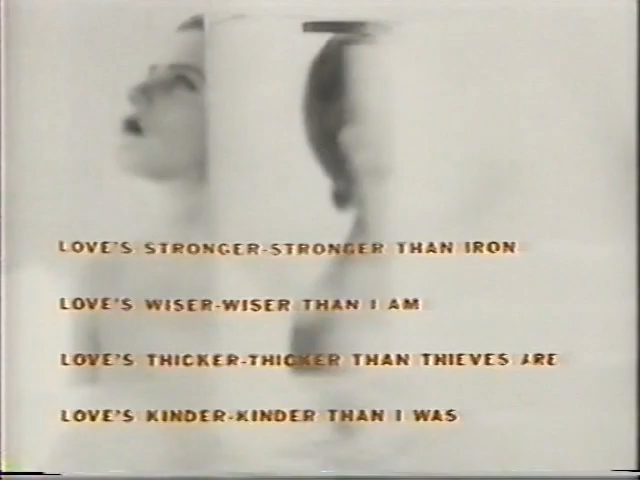 LOVE'S STRONGER-STRONGER THAN IRON
LOVE'S WISER-WISER THAN I AM
LOVE'S THICKER-THICKER THAN THIEVES ARE
LOVE'S KINDER-KINDER THAN I WAS